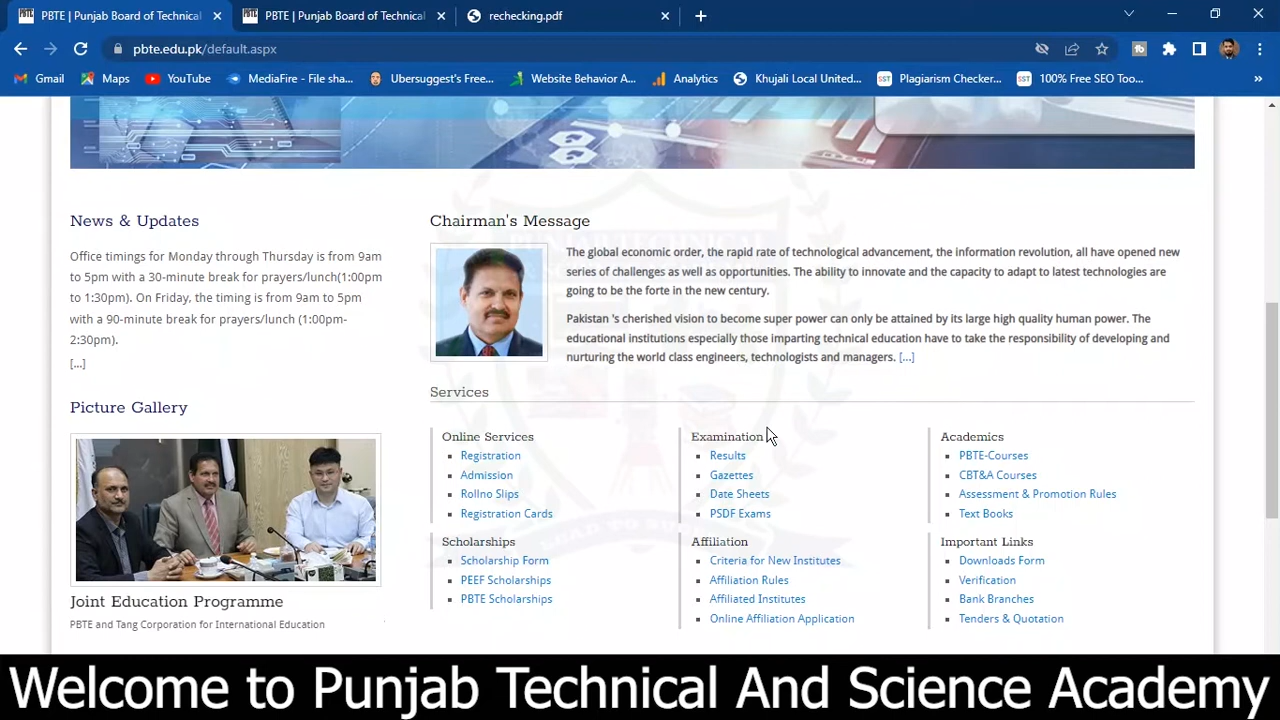 PBTE | Punjab Board of Technical
PBTE | Punjab Board of Technical
rechecking.pdf
pbte.edu.pk/default.aspx
Gmail
Maps
YouTube
MediaFire - File sha...
Ubersuggest's Free...
Website Behavior A...
Analytics
Khujali Local United...
Plagiarism Checker...
100% Free SEO Too...
News & Updates
Office timings for Monday through Thursday is from 9am
to 5pm with a 30-minute break for prayers/lunch(1:00pm
to 1:30pm). On Friday, the timing is from 9am to 5pm
with a 90-minute break for prayers/lunch (1:00pm-
2:30pm).
[...]
Picture Gallery
Joint Education Programme
PBTE and Tang Corporation for International Education
Chairman's Message
The global economic order, the rapid rate of technological advancement, the information revolution, all have opened new
series of challenges as well as opportunities. The ability to innovate and the capacity to adapt to latest technologies are
going to be the forte in the new century.
Pakistan 's cherished vision to become super power can only be attained by its large high quality human power. The
educational institutions especially those imparting technical education have to take the responsibility of developing and
nurturing the world class engineers, technologists and managers. [...]
Services
Online Services
Registration
Admission
Rollno Slips
Registration Cards
Examination
Results
Gazettes
Date Sheets
PSDF Exams
Academics
PBTE-Courses
CBT&A Courses
Assessment & Promotion Rules
Text Books
Scholarships
Scholarship Form
PEEF Scholarships
PBTE Scholarships
Affiliation
Criteria for New Institutes
Affiliation Rules
Affiliated Institutes
Online Affiliation Application
Important Links
Downloads Form
Verification
Bank Branches
Tenders & Quotation
Welcome to Punjab Technical And Science Academy